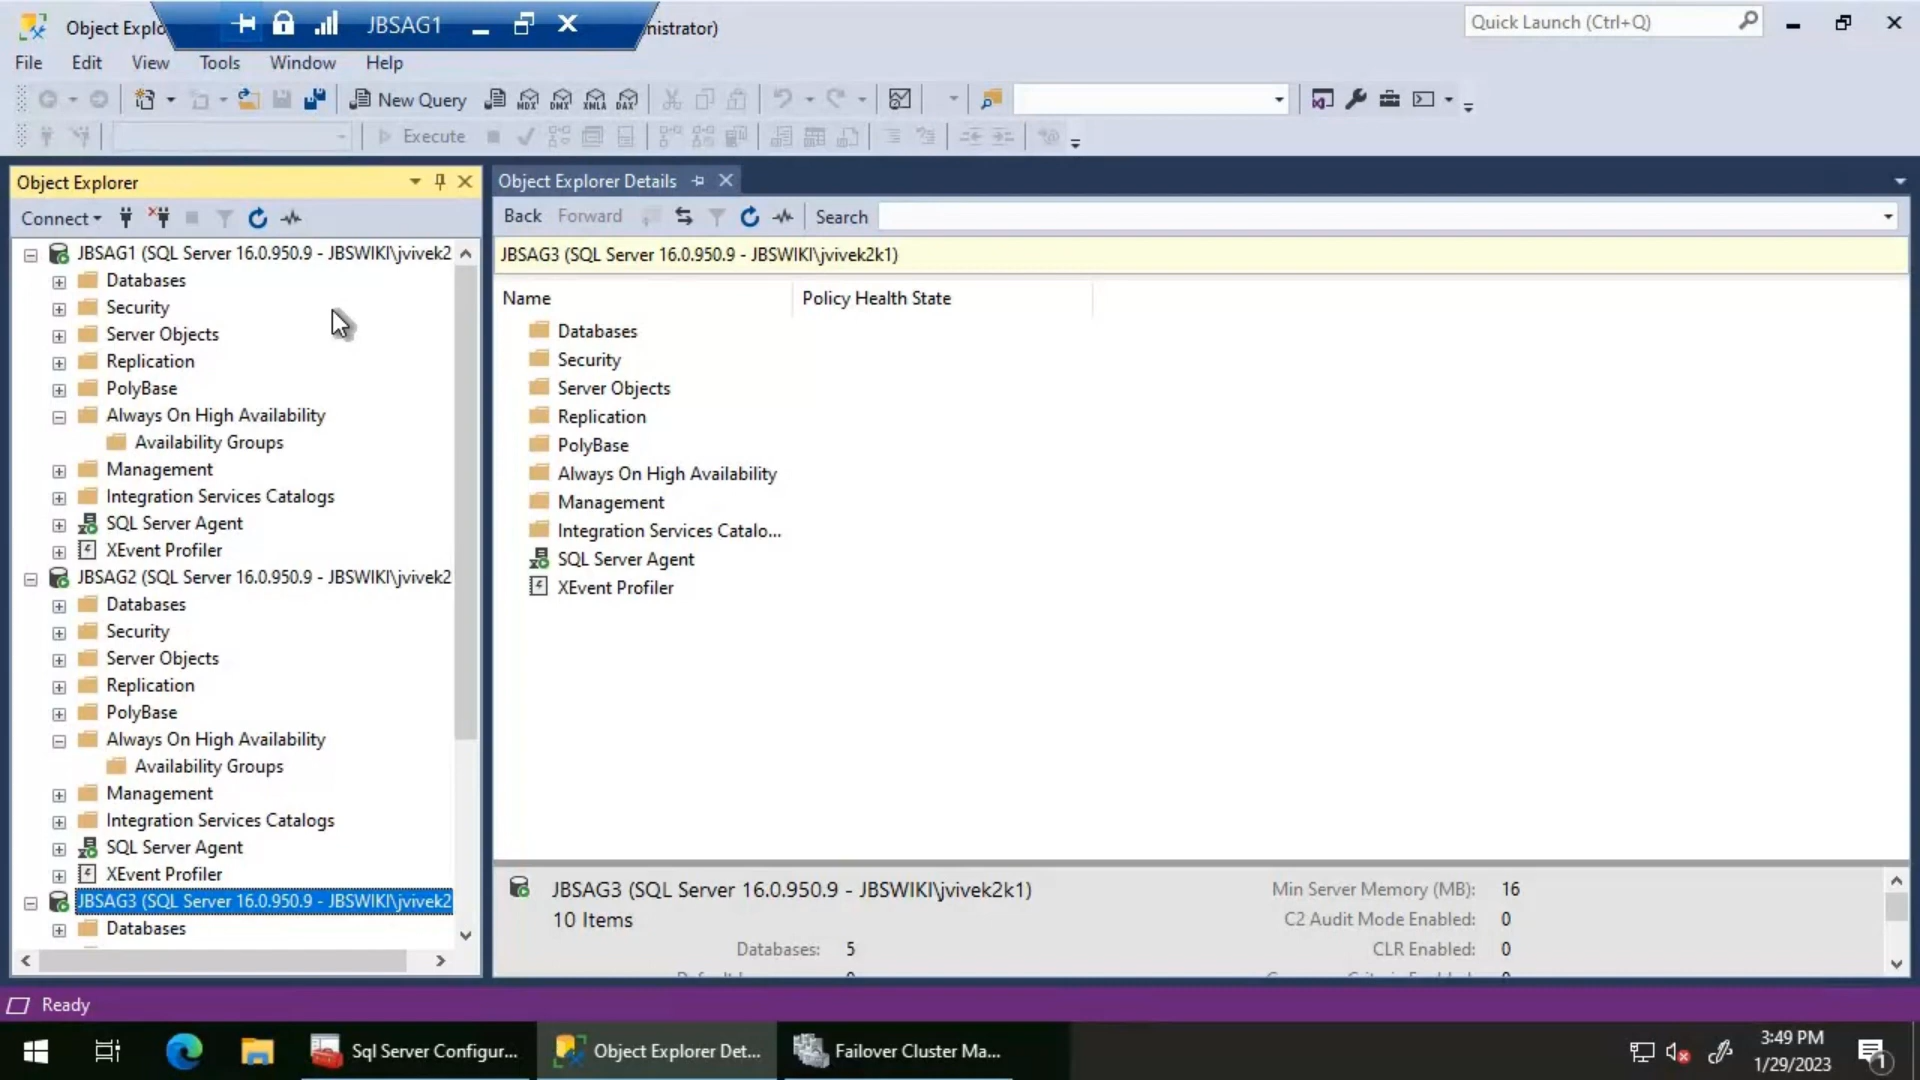 Object Explo
JBSAG1
nistrator)
Quick Launch (Ctrl+Q)
File Edit View Tools Window Help
New Query
MDX DMX XMLA DAX
Execute
Object Explorer
Connect
JBSAG1 (SQL Server 16.0.950.9 - JBSWIKI\jvivek2
Databases
Security
Server Objects
Replication
PolyBase
Always On High Availability
Availability Groups
Management
Integration Services Catalogs
SQL Server Agent
XEvent Profiler
JBSAG2 (SQL Server 16.0.950.9 - JBSWIKI\jvivek2
Databases
Security
Server Objects
Replication
PolyBase
Always On High Availability
Availability Groups
Management
Integration Services Catalogs
SQL Server Agent
XEvent Profiler
JBSAG3 (SQL Server 16.0.950.9 - JBSWIKI\jvivek2
Databases
Object Explorer Details
Back Forward Search
JBSAG3 (SQL Server 16.0.950.9 - JBSWIKI\jvivek2k1)
Name Policy Health State
Databases
Security
Server Objects
Replication
PolyBase
Always On High Availability
Management
Integration Services Catalo...
SQL Server Agent
XEvent Profiler
JBSAG3 (SQL Server 16.0.950.9 - JBSWIKI\jvivek2k1)
10 Items
Databases: 5
Min Server Memory (MB): 16
C2 Audit Mode Enabled: 0
CLR Enabled: 0
Ready
Sql Server Configur...
Object Explorer Det...
Failover Cluster Ma...
3:49 PM
1/29/2023
1